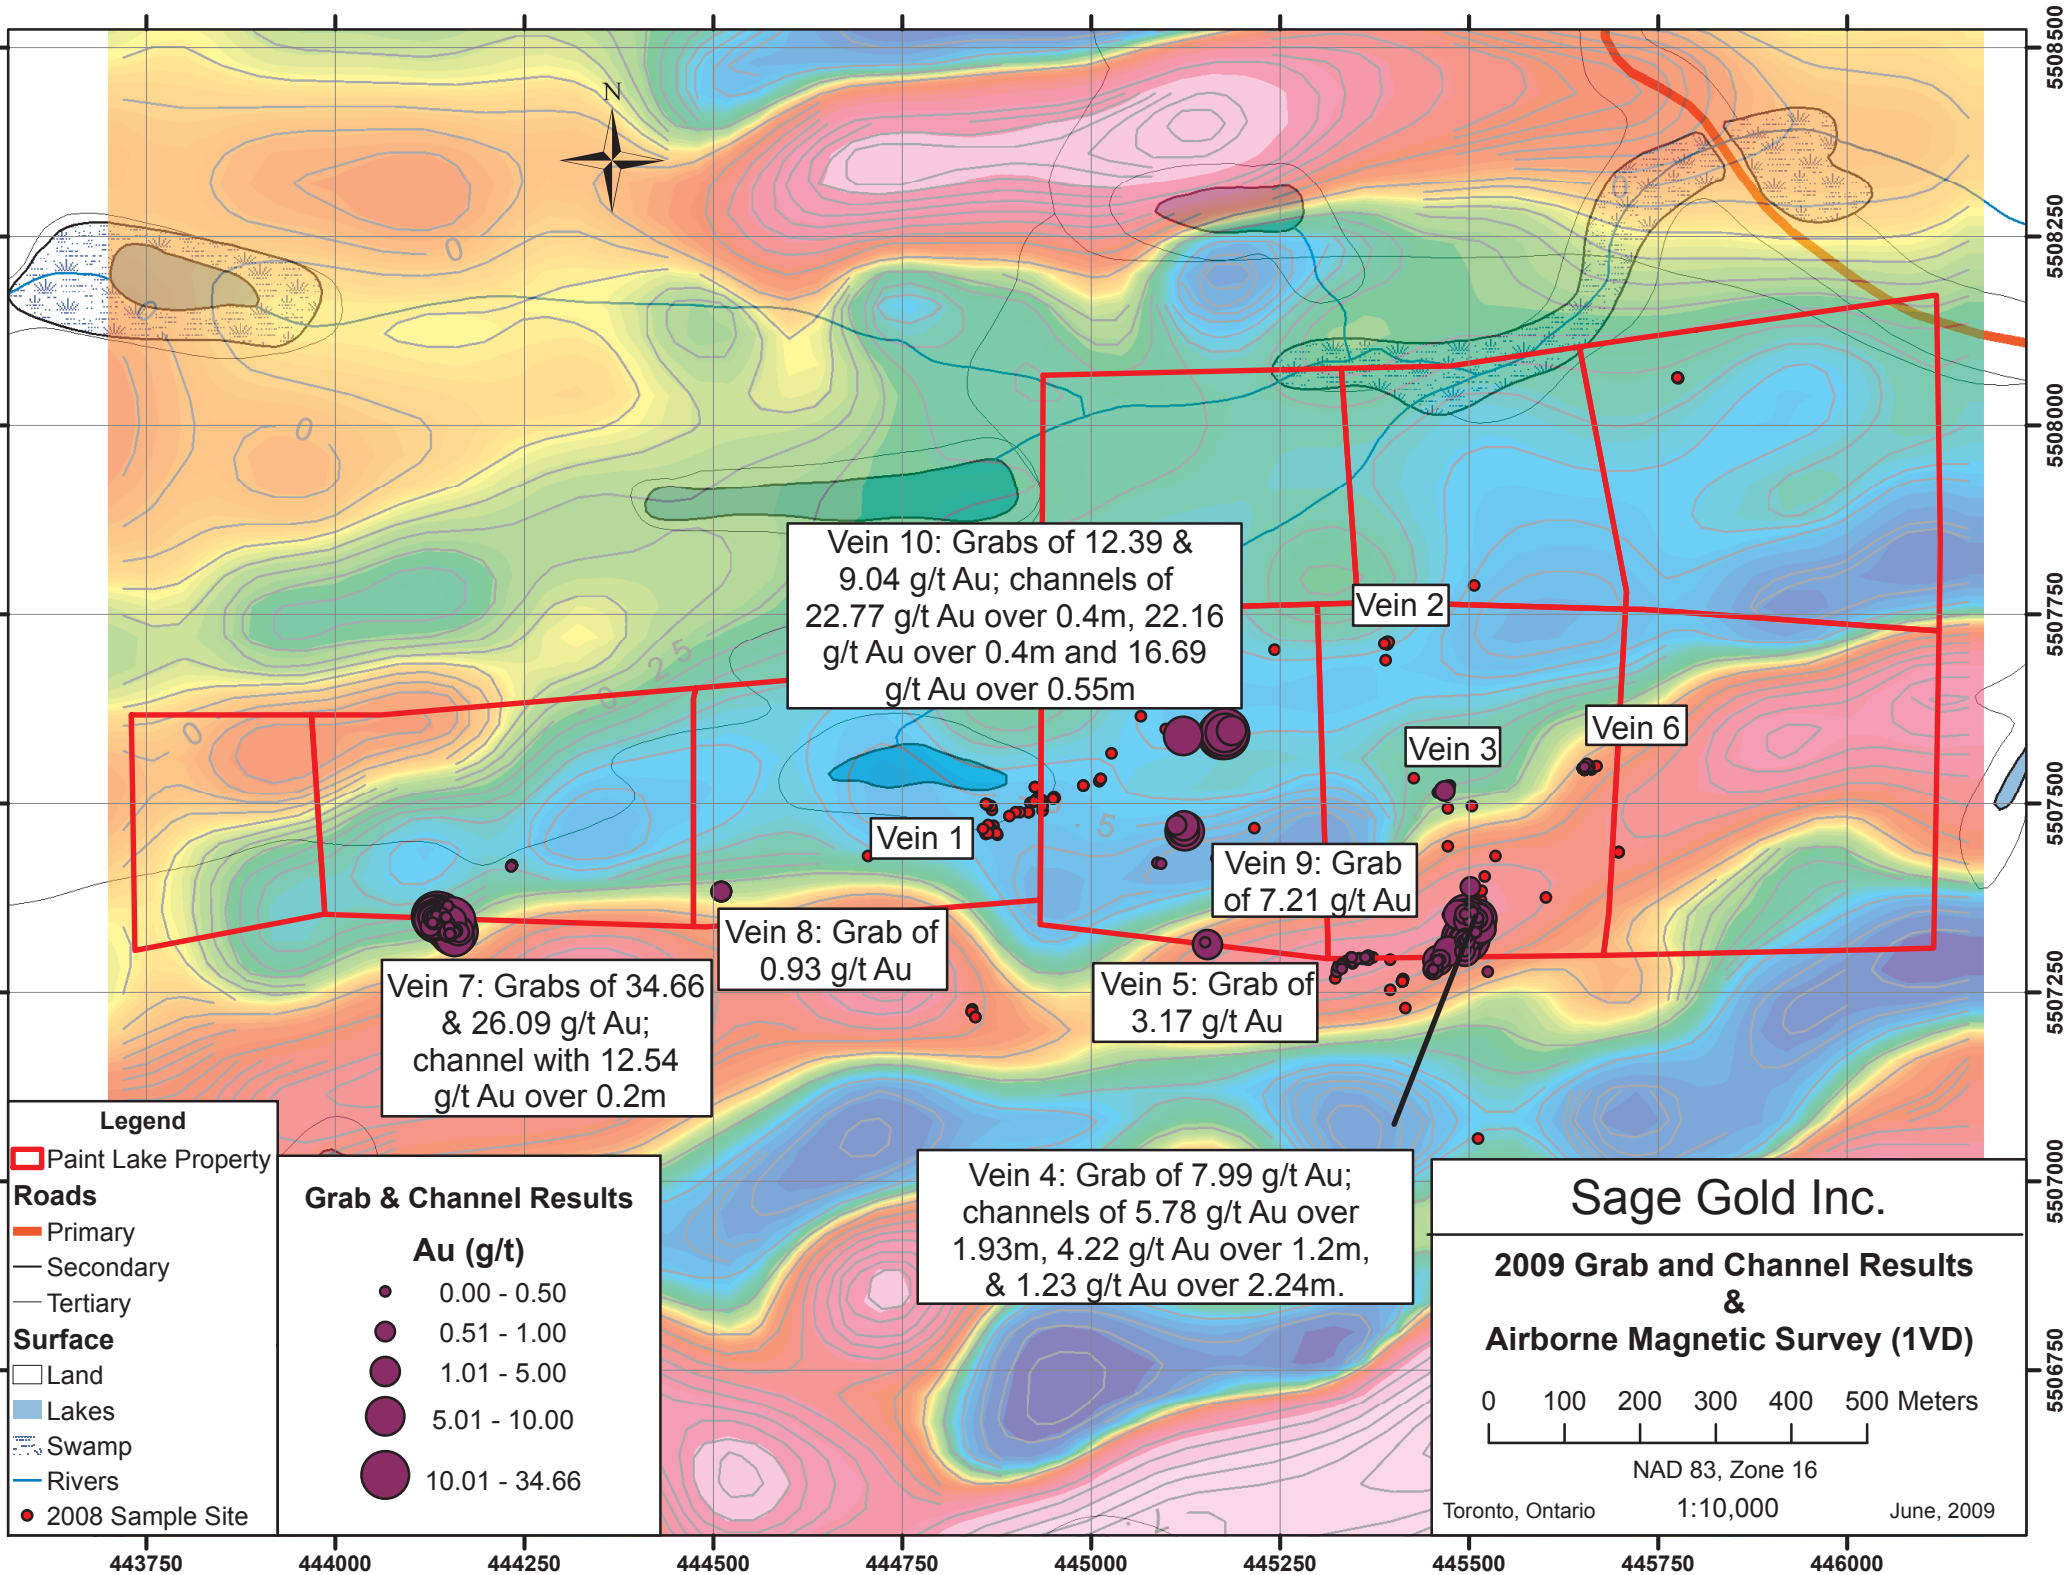 N
5508500
5508250
5508000
5507750
5507500
5507250
5507000
5506750
0
0
0
0
0
2 5
. 5
Vein 10: Grabs of 12.39 &
9.04 g/t Au; channels of
22.77 g/t Au over 0.4m, 22.16
g/t Au over 0.4m and 16.69
g/t Au over 0.55m
Vein 2
Vein 3
Vein 6
Vein 1
Vein 9: Grab
of 7.21 g/t Au
Vein 8: Grab of
0.93 g/t Au
Vein 5: Grab of
3.17 g/t Au
Vein 7: Grabs of 34.66
& 26.09 g/t Au;
channel with 12.54
g/t Au over 0.2m
Vein 4: Grab of 7.99 g/t Au;
channels of 5.78 g/t Au over
1.93m, 4.22 g/t Au over 1.2m,
& 1.23 g/t Au over 2.24m.
Legend
Paint Lake Property
Roads
Primary
Secondary
Tertiary
Surface
Land
Lakes
Swamp
Rivers
2008 Sample Site
Grab & Channel Results
Au (g/t)
0.00 - 0.50
0.51 - 1.00
1.01 - 5.00
5.01 - 10.00
10.01 - 34.66
Sage Gold Inc.
2009 Grab and Channel Results
&
Airborne Magnetic Survey (1VD)
0 100 200 300 400 500 Meters
NAD 83, Zone 16
Toronto, Ontario 1:10,000 June, 2009
443750 444000 444250 444500 444750 445000 445250 445500 445750 446000